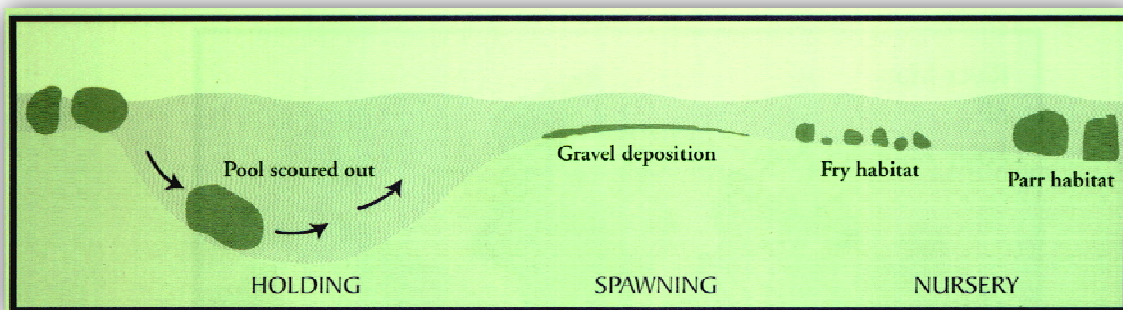 Pool scoured out
Gravel deposition
Fry habitat
Parr habitat
HOLDING
SPAWNING
NURSERY